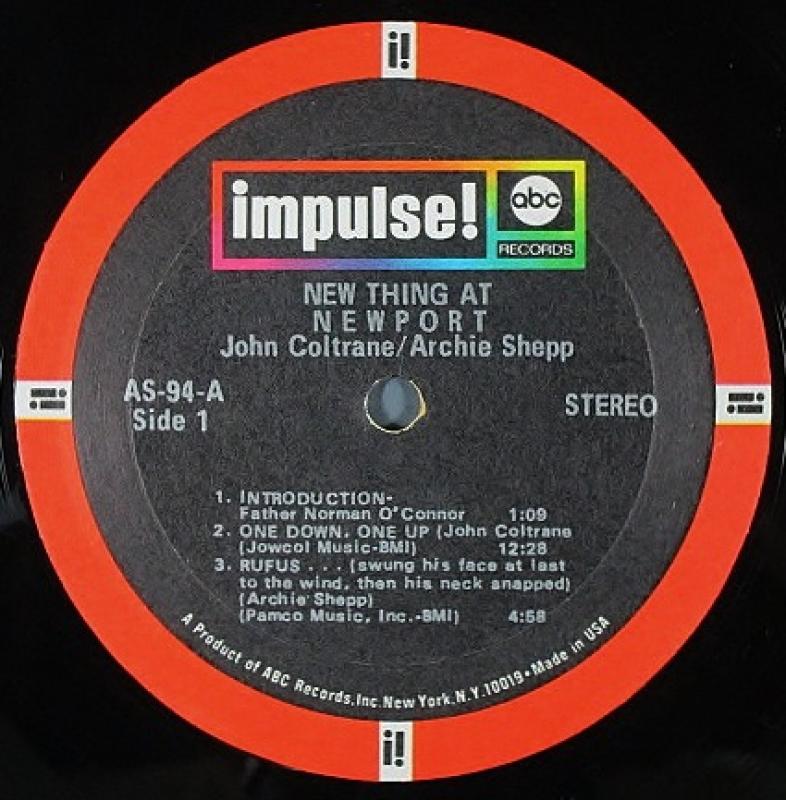 i!
impulse!
abc
RECORDS
NEW THING AT
NEWPORT
John Coltrane/Archie Shepp
AS-94-A
Side 1
STEREO
i!
i!
1. INTRODUCTION-
Father Norman O'Connor 1:09
2. ONE DOWN, ONE UP (John Coltrane
(Jowcol Music-BMI) 12:28
3. RUFUS . . . (swung his face at last
to the wind, then his neck snapped)
(Archie Shepp)
(Pamco Music, Inc.-BMI) 4:58
A Product of ABC Records, Inc. New York, N.Y. 10019 • Made in USA
i!